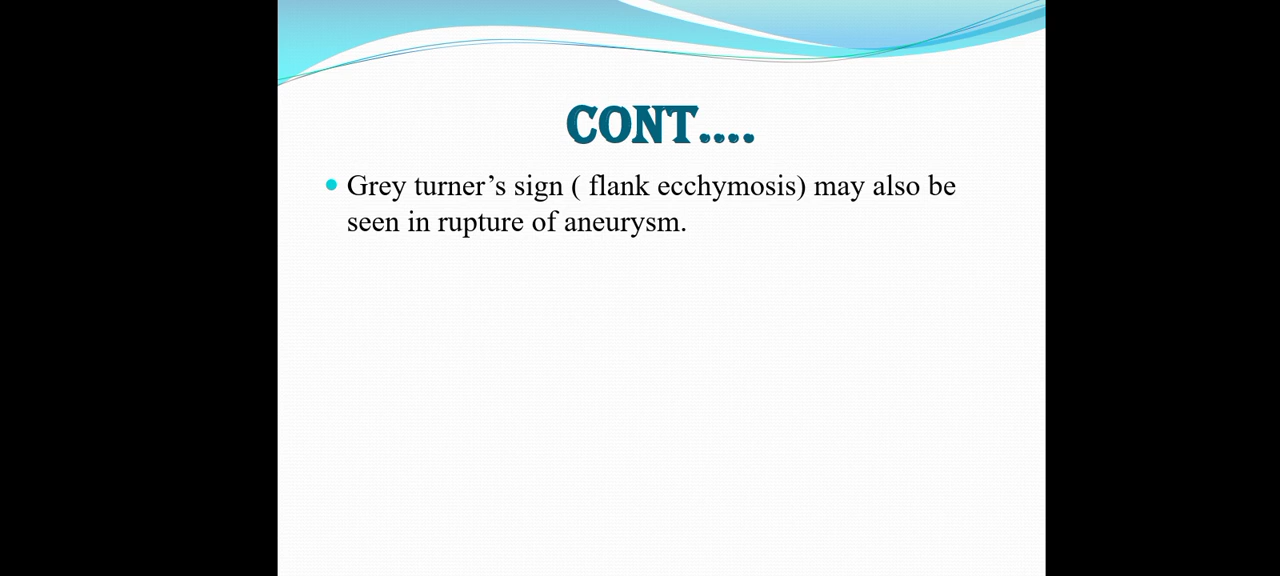 CONT....
Grey turner’s sign ( flank ecchymosis) may also be
seen in rupture of aneurysm.